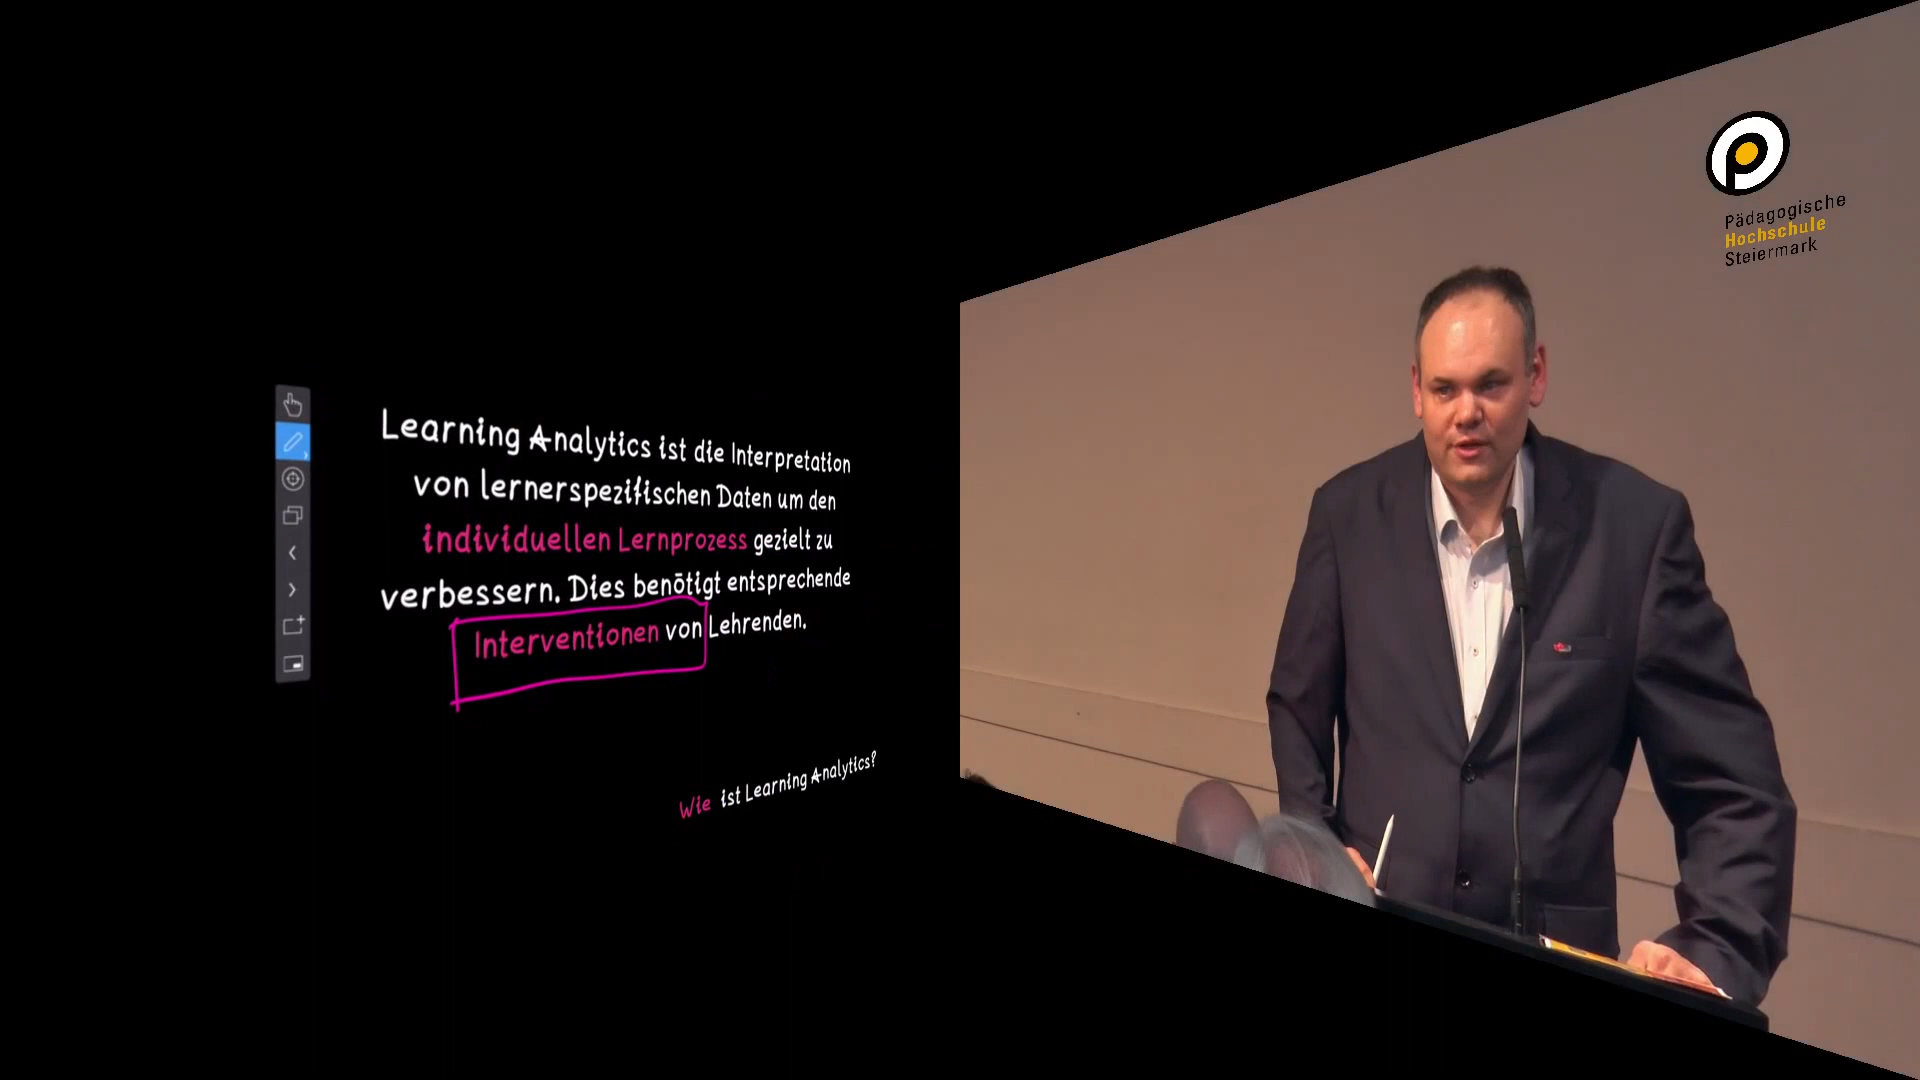 Learning Analytics ist die Interpretation
von lernerspezifischen Daten um den
individuellen Lernprozess gezielt zu
verbessern. Dies benötigt entsprechende
Interventionen von Lehrenden.
Wie ist Learning Analytics?
Pädagogische
Hochschule
Steiermark